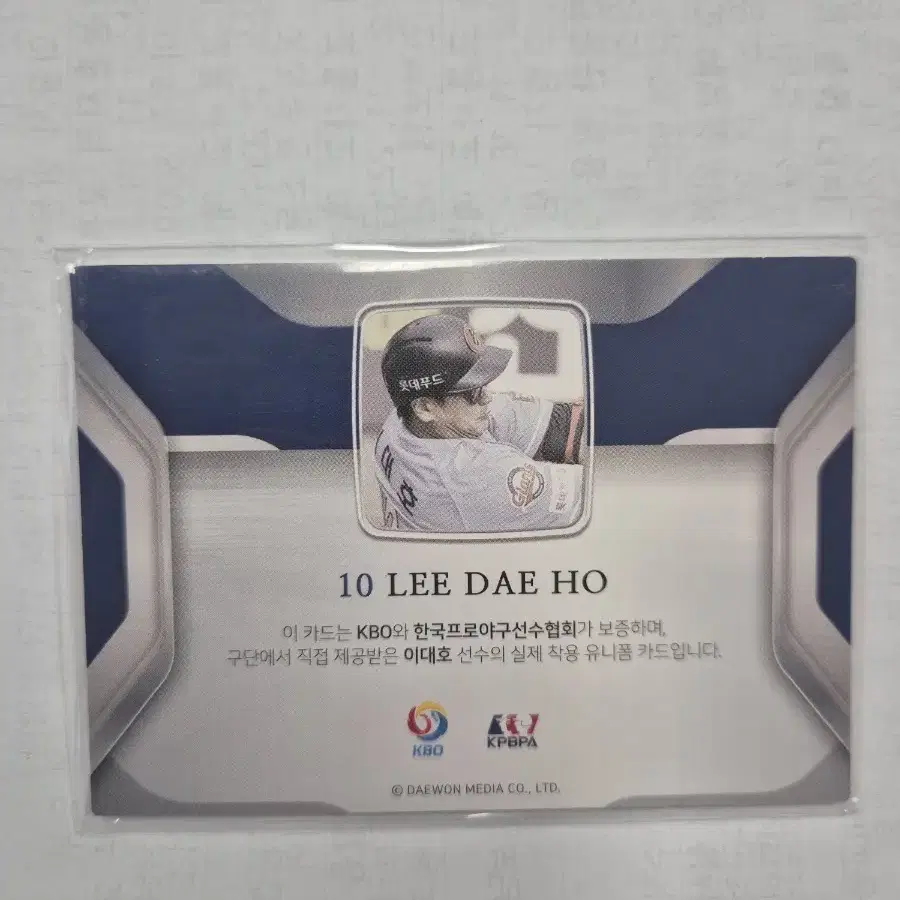 롯데푸드
Giants
10 LEE DAE HO
이 카드는 KBO와 한국프로야구선수협회가 보증하며,
구단에서 직접 제공받은 이대호 선수의 실제 착용 유니폼 카드입니다.
KBO
KPBPA
© DAEWON MEDIA CO., LTD.